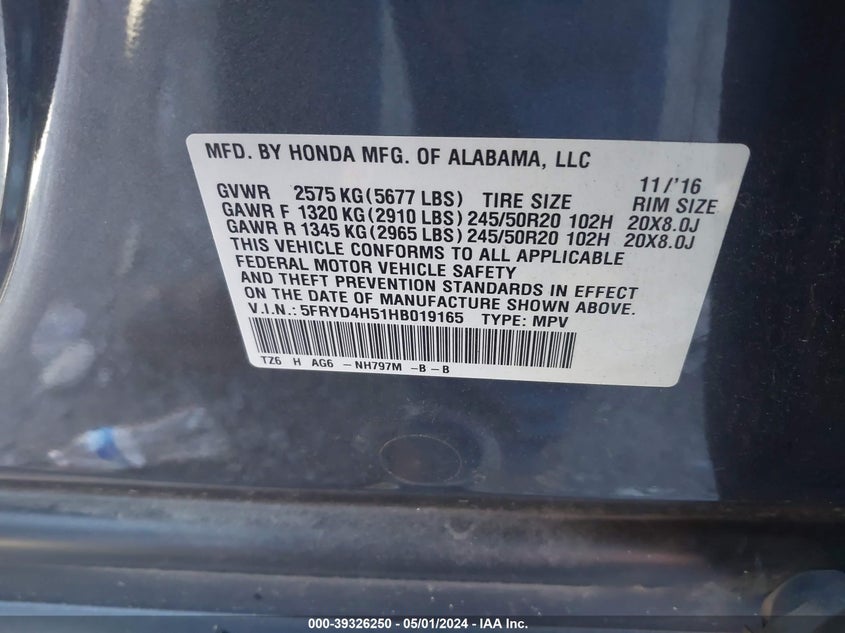 MFD. BY HONDA MFG. OF ALABAMA, LLC
11/'16
GVWR 2575 KG(5677 LBS) TIRE SIZE RIM SIZE
GAWR F 1320 KG(2910 LBS)245/50R20 102H 20X8.0J
GAWR R 1345 KG(2965 LBS)245/50R20 102H 20X8.0J
THIS VEHICLE CONFORMS TO ALL APPLICABLE
FEDERAL MOTOR VEHICLE SAFETY
AND THEFT PREVENTION STANDARDS IN EFFECT
ON THE DATE OF MANUFACTURE SHOWN ABOVE.
V.I.N.:5FRYD4H51HB019165 TYPE:MPV
TZ6 H AG6 -NH797M -B-B
000-39326250 - 05/01/2024 - IAA Inc.